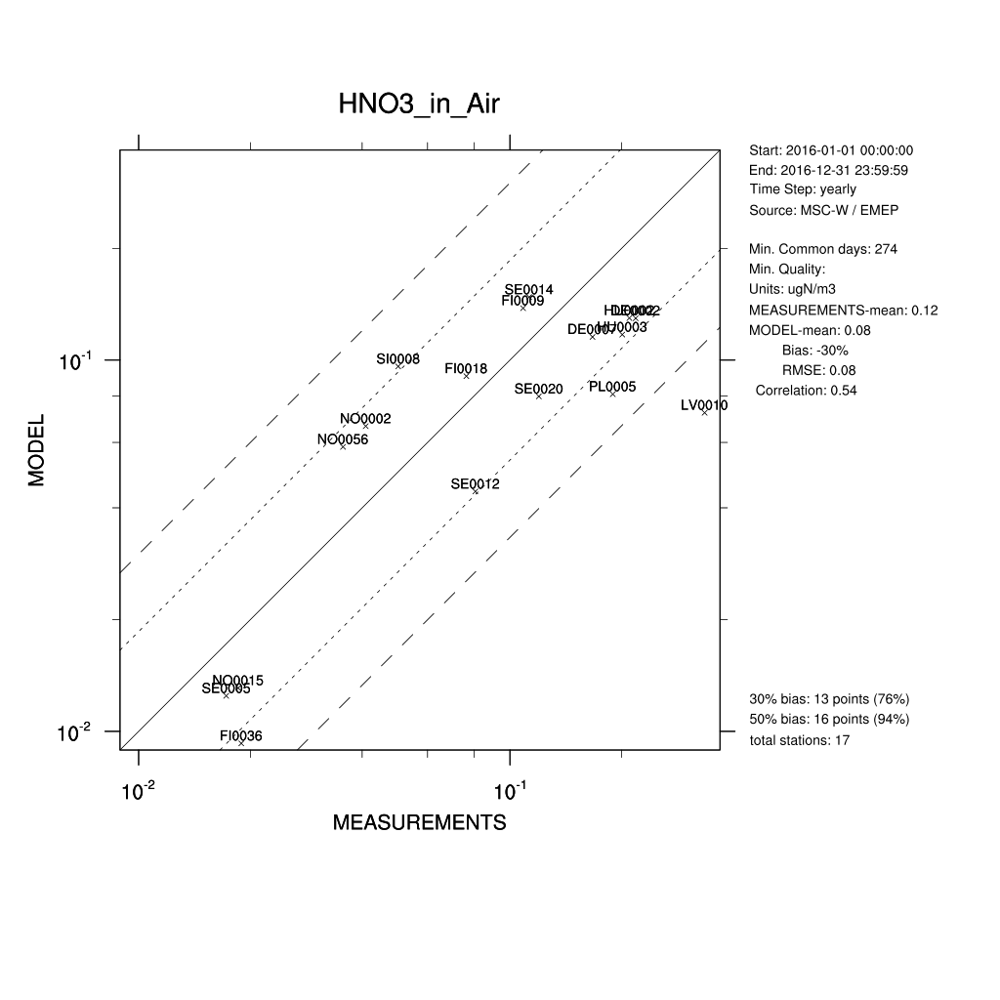 HNO3_in_Air
Start: 2016-01-01 00:00:00
End: 2016-12-31 23:59:59
Time Step: yearly
Source: MSC-W / EMEP
Min. Common days: 274
Min. Quality:
Units: ugN/m3
MEASUREMENTS-mean: 0.12
MODEL-mean: 0.08
Bias: -30%
RMSE: 0.08
Correlation: 0.54
SE0014
FI0009
DE0007
HU0003
SI0008
FI0018
SE0020
PL0005
LV0010
NO0002
NO0056
SE0012
NO0015
SE0005
FI0036
10-1
10-2
MODEL
10-2
10-1
MEASUREMENTS
30% bias: 13 points (76%)
50% bias: 16 points (94%)
total stations: 17